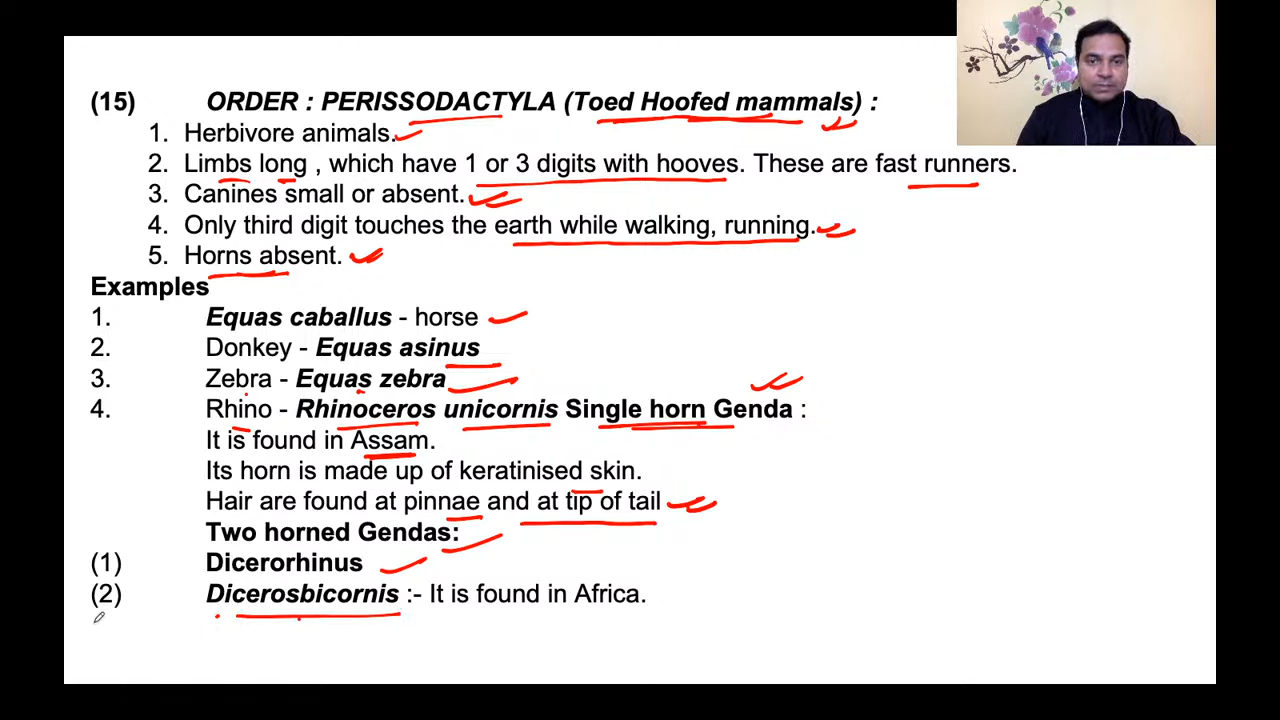 (15) ORDER : PERISSODACTYLA (Toed Hoofed mammals) :
1. Herbivore animals.
2. Limbs long , which have 1 or 3 digits with hooves. These are fast runners.
3. Canines small or absent.
4. Only third digit touches the earth while walking, running.
5. Horns absent.
Examples
1. Equas caballus - horse
2. Donkey - Equas asinus
3. Zebra - Equas zebra
4. Rhino - Rhinoceros unicornis Single horn Genda :
It is found in Assam.
Its horn is made up of keratinised skin.
Hair are found at pinnae and at tip of tail
Two horned Gendas:
(1) Dicerorhinus
(2) Dicerosbicornis :- It is found in Africa.